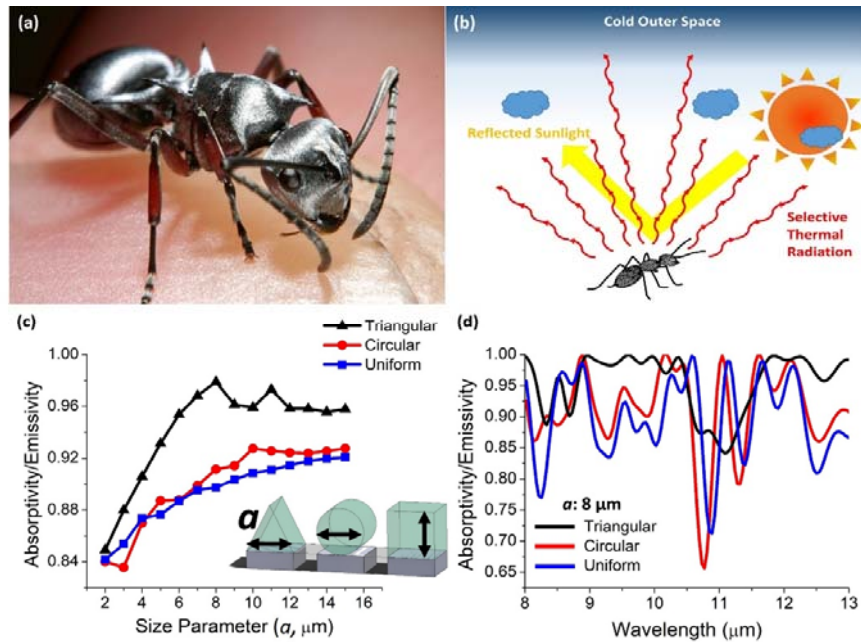 (a)
(b)
Cold Outer Space
Reflected Sunlight
Selective
Thermal
Radiation
(c)
Triangular
Circular
Uniform
Absorptivity/Emissivity
1.00
0.96
0.92
0.88
0.84
a
0 2 4 6 8 10 12 14 16
Size Parameter (a, μm)
(d)
Absorptivity/Emissivity
1.00
0.95
0.90
0.85
0.80
0.75
0.70
0.65
a: 8 μm
Triangular
Circular
Uniform
8 9 10 11 12 13
Wavelength (μm)